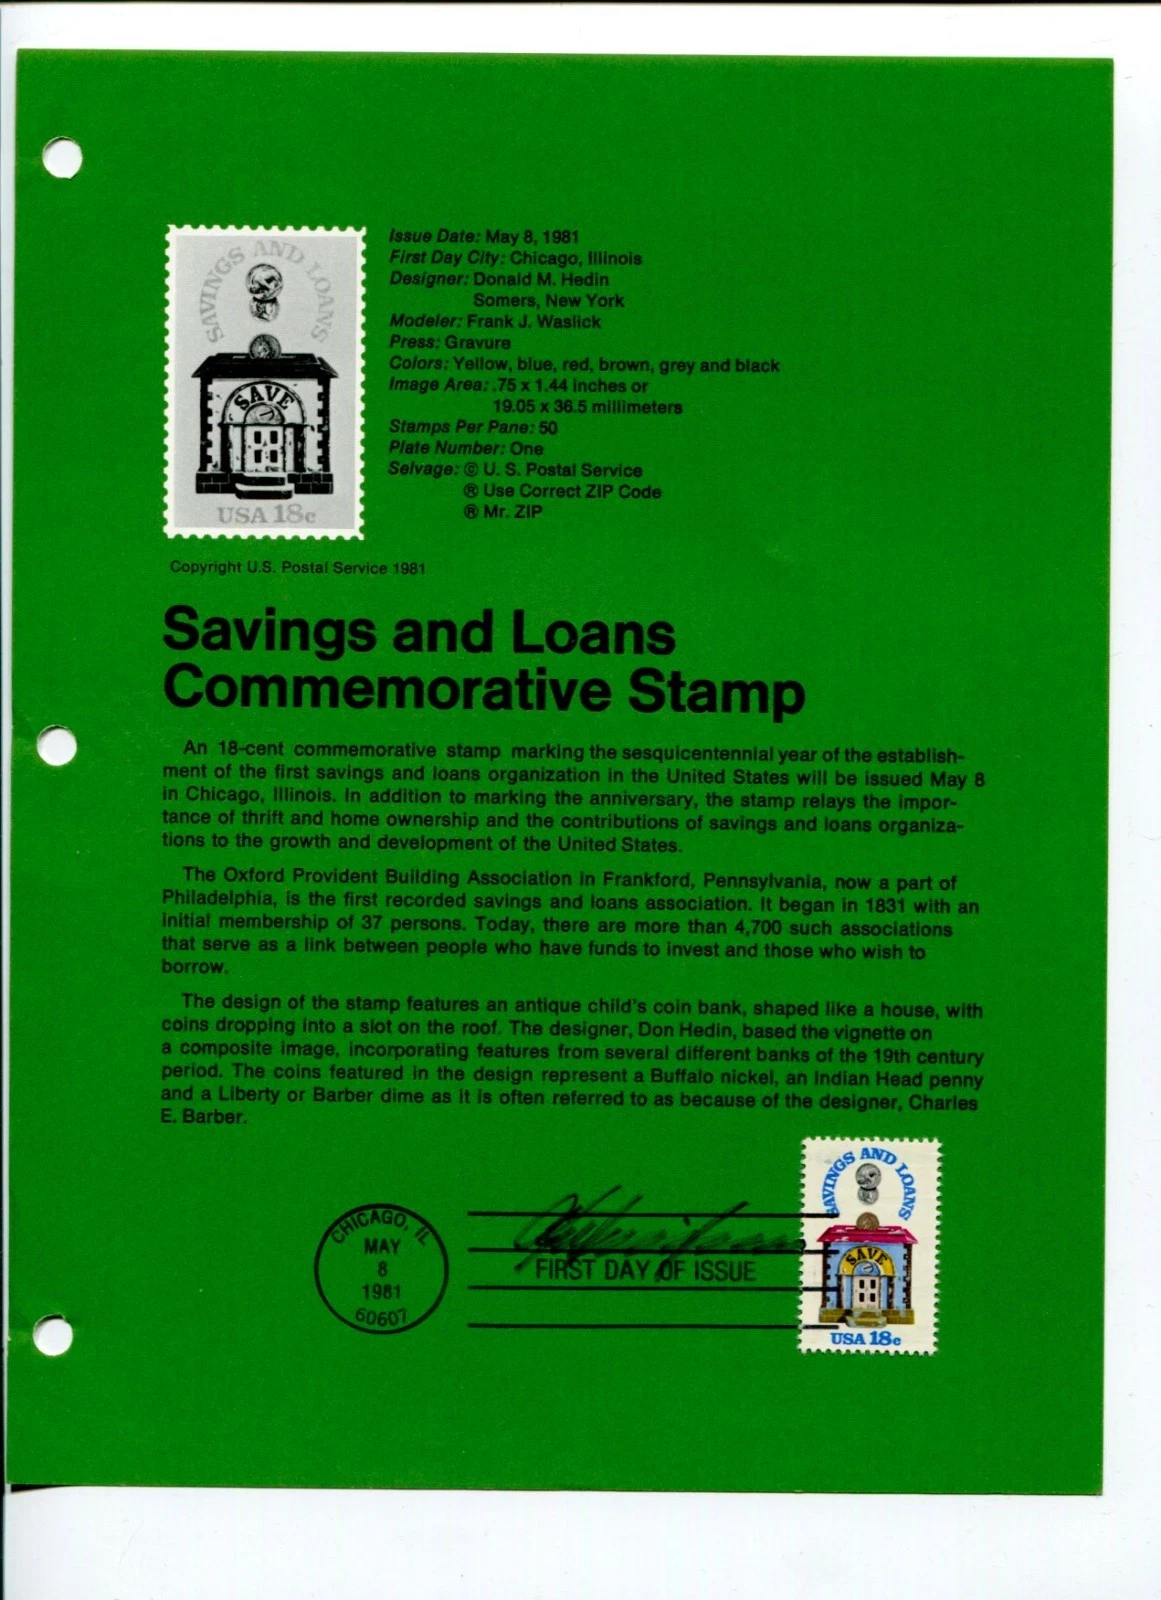 SAVINGS AND LOANS
SAVE
USA 18c
Issue Date: May 8, 1981
First Day City: Chicago, Illinois
Designer: Donald M. Hedin
Somers, New York
Modeler: Frank J. Waslick
Press: Gravure
Colors: Yellow, blue, red, brown, grey and black
Image Area: .75 x 1.44 inches or
19.05 x 36.5 millimeters
Stamps Per Pane: 50
Plate Number: One
Selvage: © U. S. Postal Service
® Use Correct ZIP Code
® Mr. ZIP
Copyright U.S. Postal Service 1981
Savings and Loans
Commemorative Stamp
An 18-cent commemorative stamp marking the sesquicentennial year of the establish-
ment of the first savings and loans organization in the United States will be issued May 8
in Chicago, Illinois. In addition to marking the anniversary, the stamp relays the impor-
tance of thrift and home ownership and the contributions of savings and loans organiza-
tions to the growth and development of the United States.
The Oxford Provident Building Association in Frankford, Pennsylvania, now a part of
Philadelphia, is the first recorded savings and loans association. It began in 1831 with an
initial membership of 37 persons. Today, there are more than 4,700 such associations
that serve as a link between people who have funds to invest and those who wish to
borrow.
The design of the stamp features an antique child's coin bank, shaped like a house, with
coins dropping into a slot on the roof. The designer, Don Hedin, based the vignette on
a composite image, incorporating features from several different banks of the 19th century
period. The coins featured in the design represent a Buffalo nickel, an Indian Head penny
and a Liberty or Barber dime as it is often referred to as because of the designer, Charles
E. Barber.
CHICAGO, IL
MAY
8
1981
60607
FIRST DAY OF ISSUE
SAVINGS AND LOANS
SAVE
USA 18c